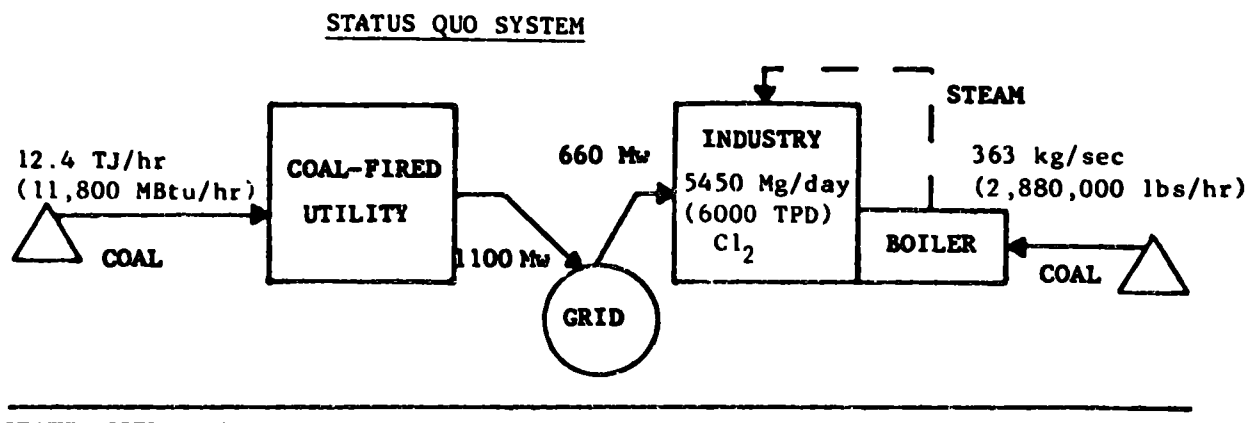 STATUS QUO SYSTEM
STEAM
INDUSTRY
12.4 TJ/hr
(11,800 MBtu/hr)
COAL-FIRED
UTILITY
660 Mw
5450 Mg/day
(6000 TPD)
Cl2
363 kg/sec
(2,880,000 lbs/hr)
BOILER
COAL
1100 Mw
COAL
GRID